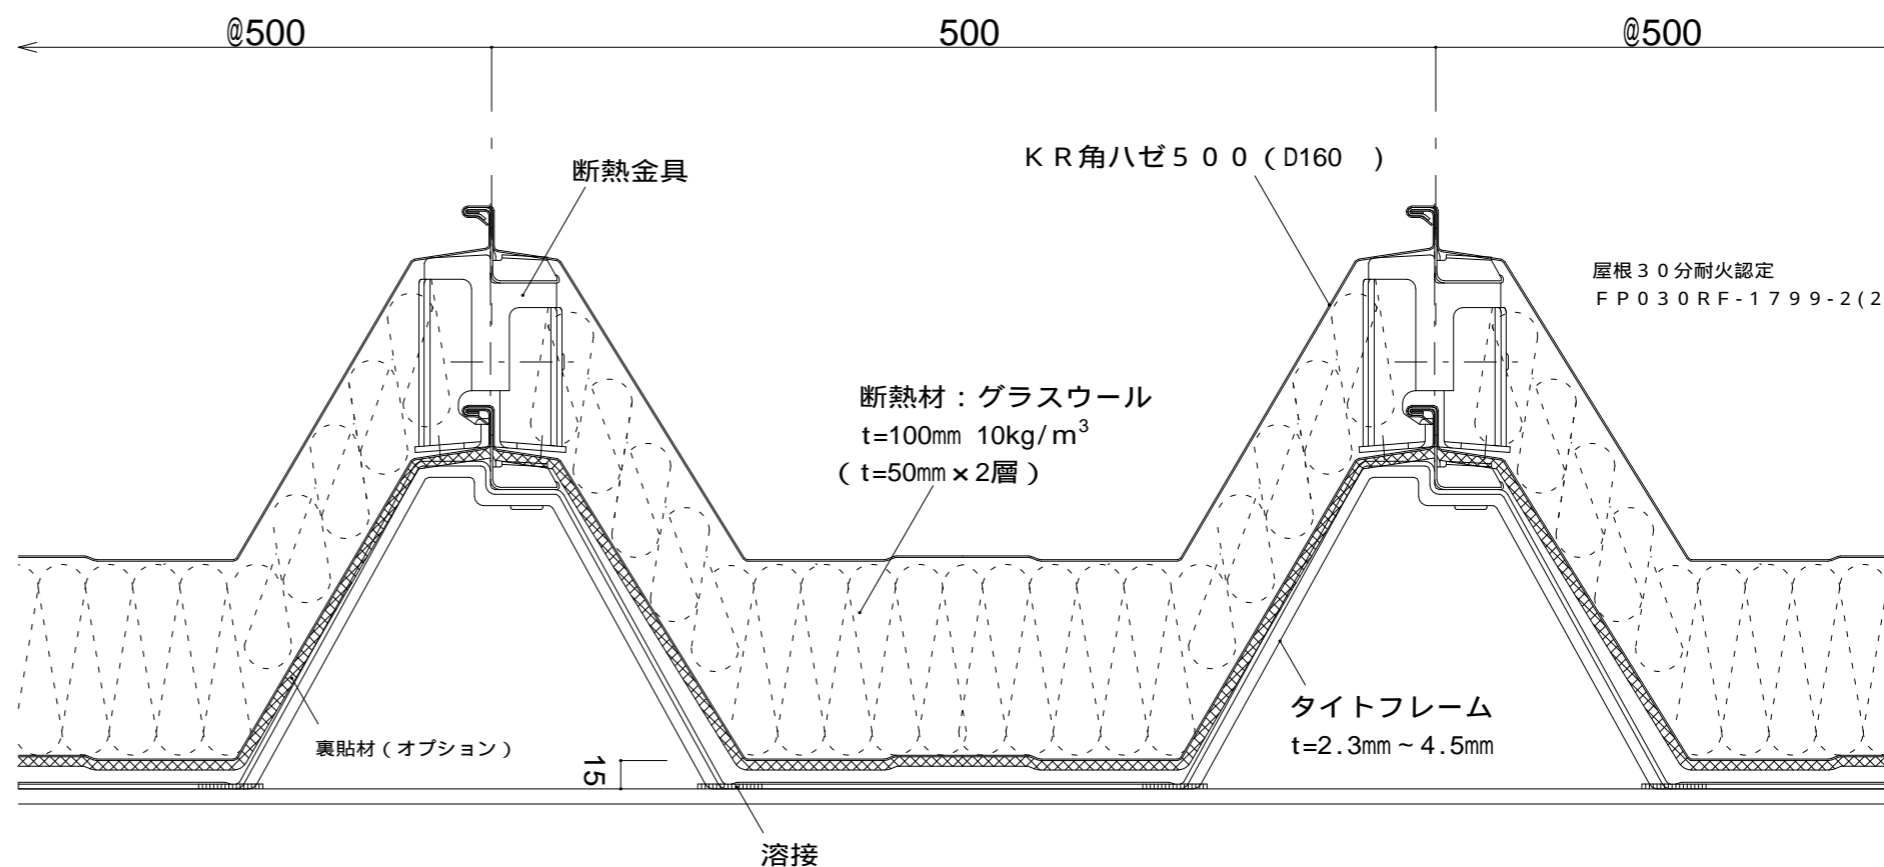 @500
500
@500
断熱金具
KR角ハゼ500(D160 )
屋根30分耐火認定
FP030RF-1799-2(2
断熱材:グラスウール
t=100mm 10kg/m³
(t=50mm×2層)
タイトフレーム
t=2.3mm~4.5mm
裏貼材(オプション)
15
溶接